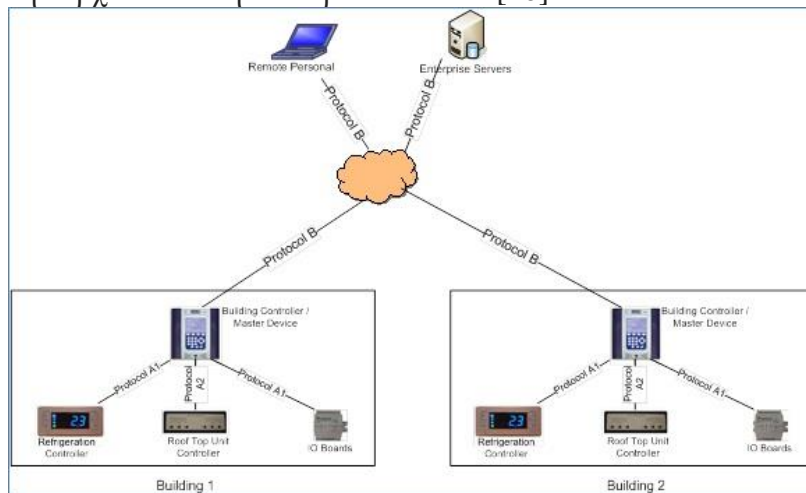 Remote Personal
Enterprise Servers
Protocol B
Protocol B
Protocol B
Protocol B
Building Controller /
Master Device
Building Controller /
Master Device
Protocol A1
Protocol
A2
Protocol A1
Protocol A1
Protocol
A2
Protocol A1
23
23
Refrigeration
Controller
Roof Top Unit
Controller
IO Boards
Refrigeration
Controller
Roof Top Unit
Controller
IO Boards
Building 1
Building 2